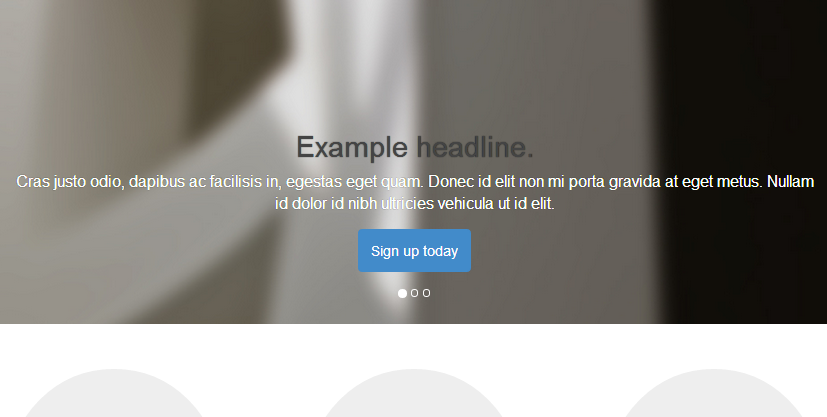 Example headline.
Cras justo odio, dapibus ac facilisis in, egestas eget quam. Donec id elit non mi porta gravida at eget metus. Nullam
id dolor id nibh ultricies vehicula ut id elit.
Sign up today